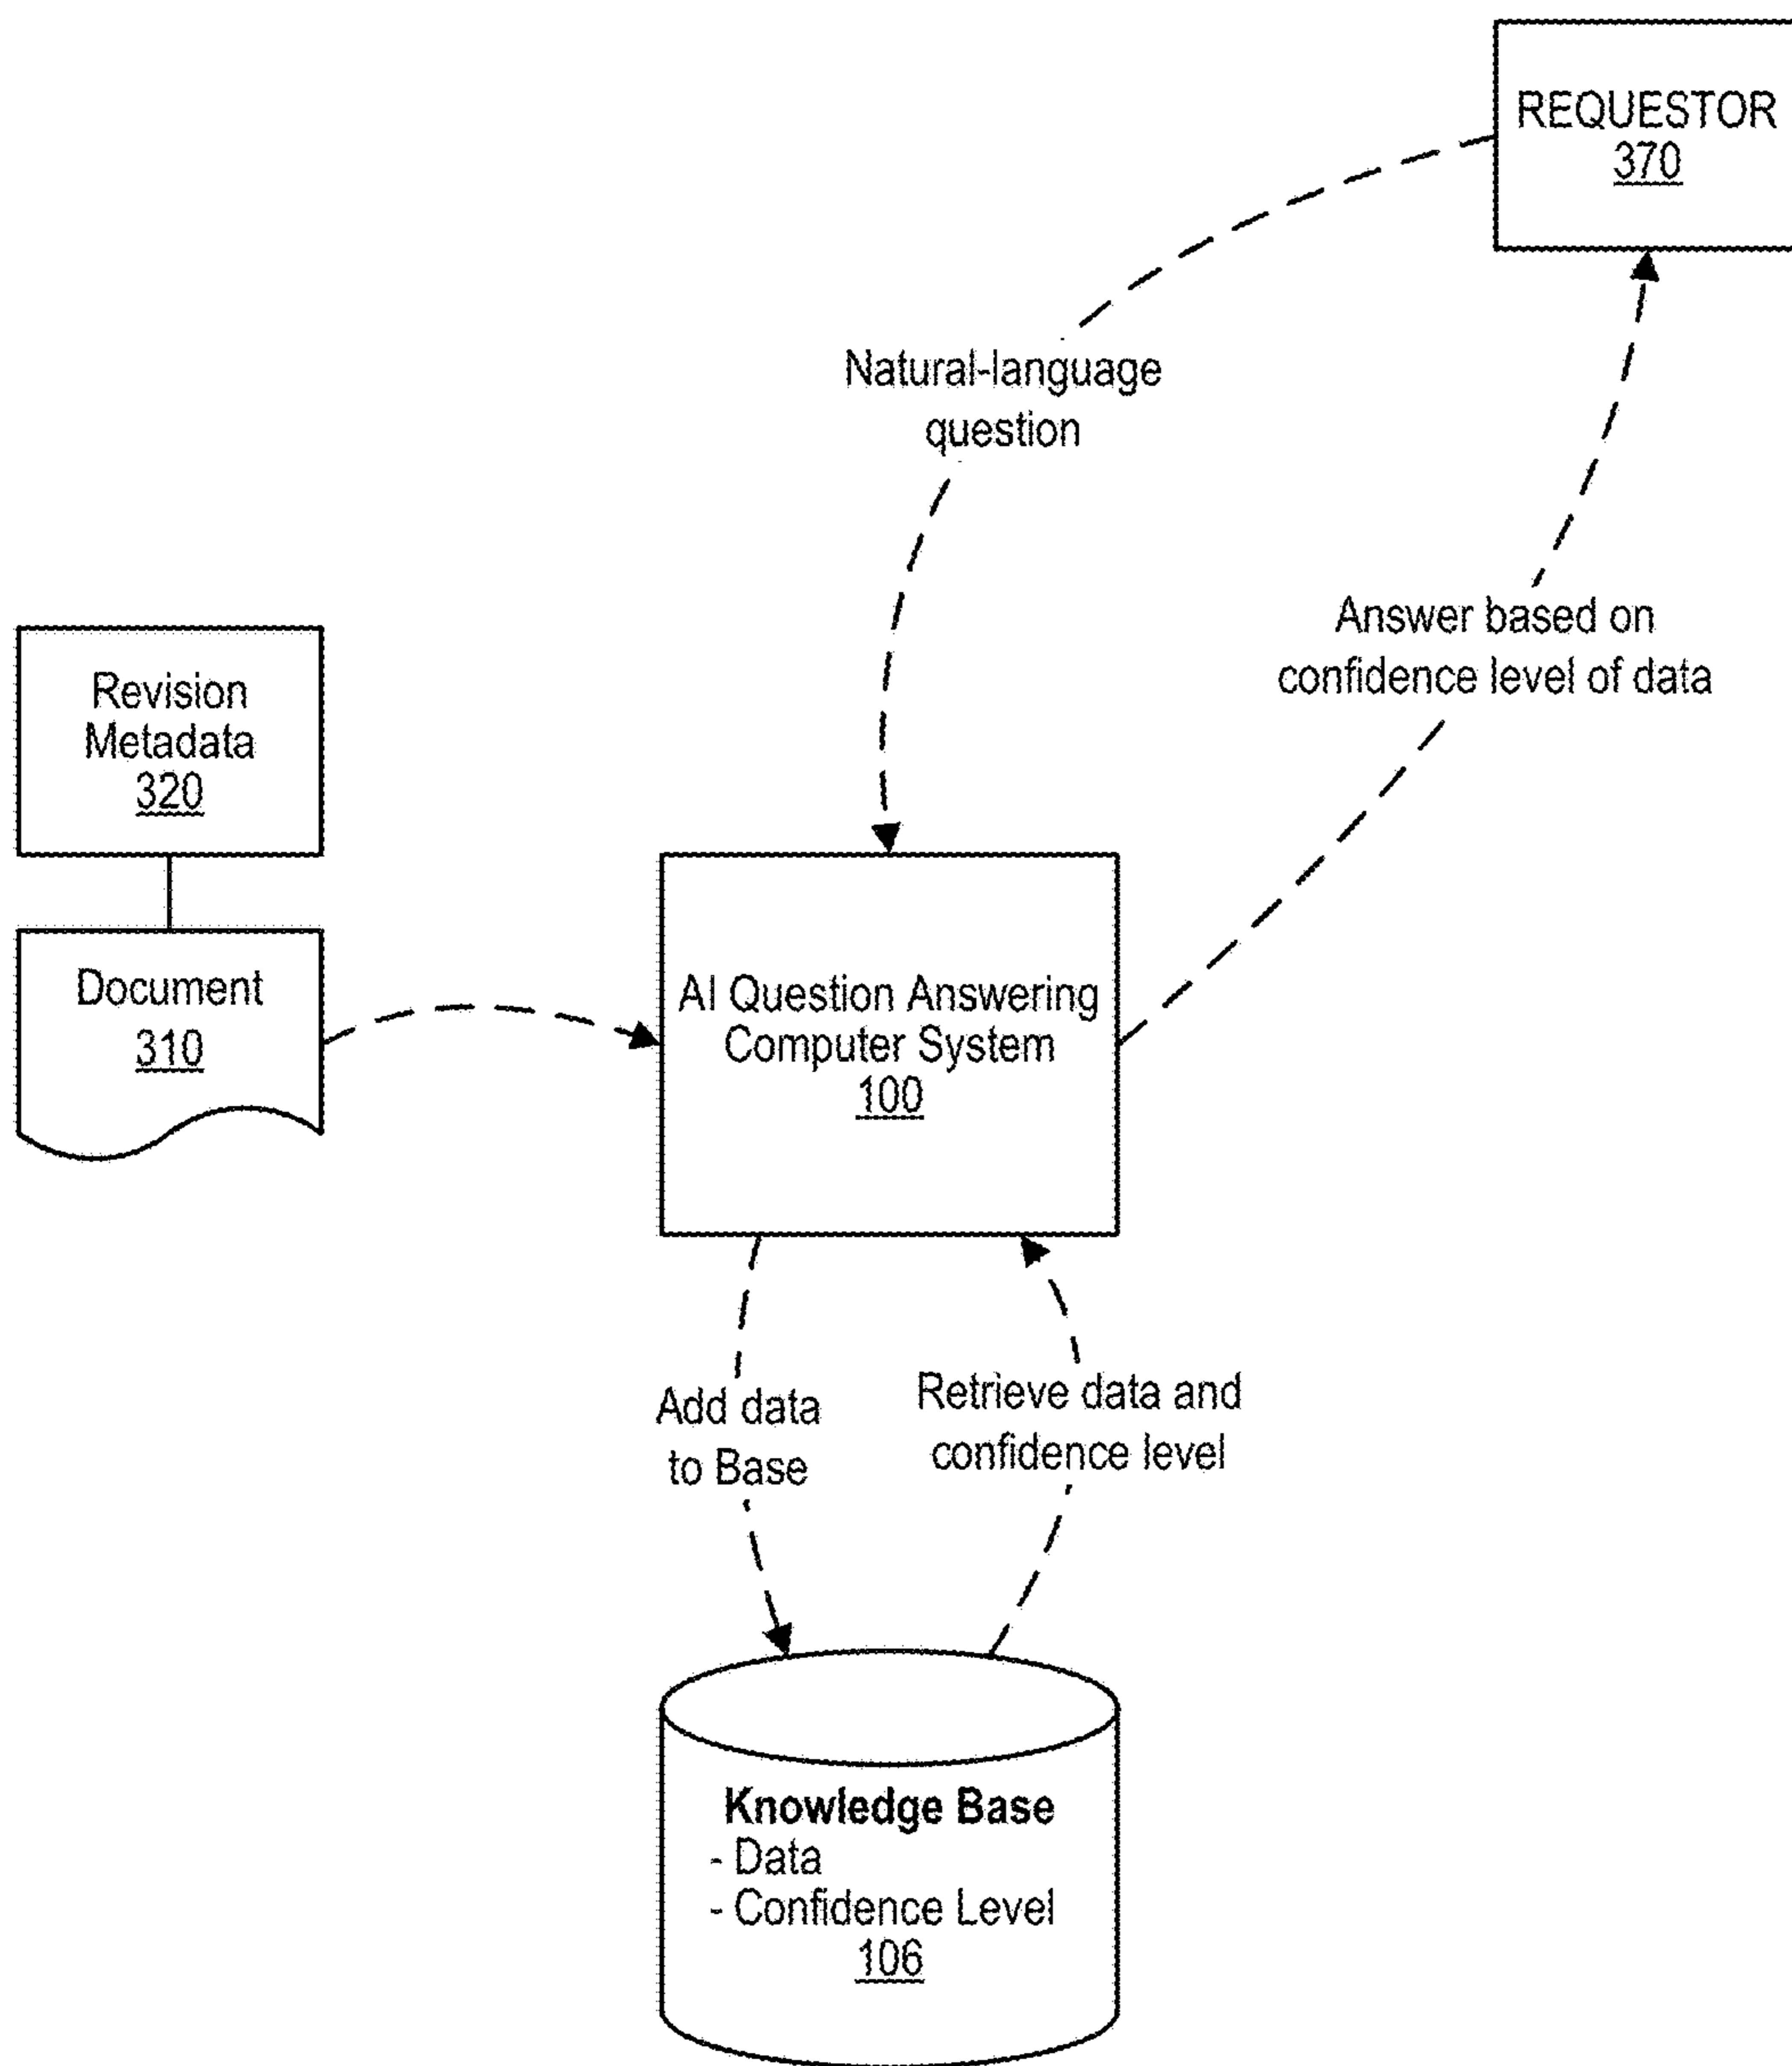 REQUESTOR
370
Natural-language
question
Answer based on
confidence level of data
Revision
Metadata
320
Document
310
AI Question Answering
Computer System
100
Add data
to Base
Retrieve data and
confidence level
Knowledge Base
- Data
- Confidence Level
106